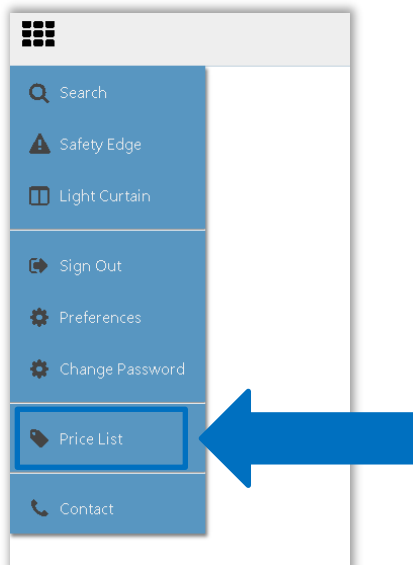 Search
Safety Edge
Light Curtain
Sign Out
Preferences
Change Password
Price List
Contact